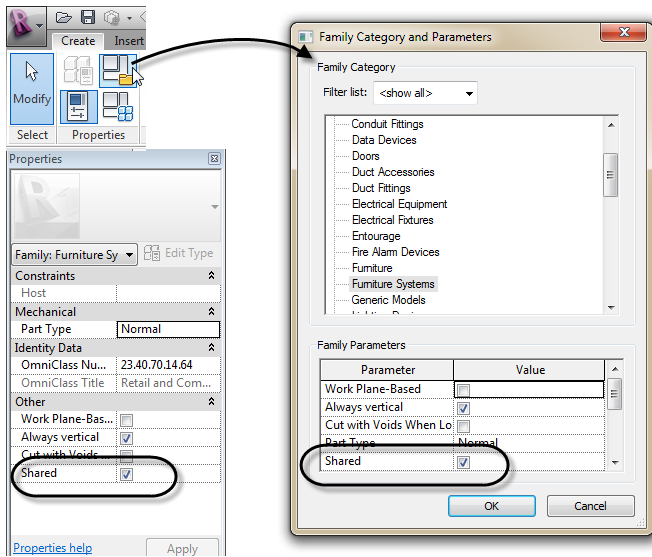 Create Insert
Modify
Select Properties
Properties
Family: Furniture Sy Edit Type
Constraints
Host
Mechanical
Part Type Normal
Identity Data
OmniClass Nu... 23.40.70.14.64
OmniClass Title Retail and Com...
Other
Work Plane-Bas...
Always vertical
Cut with Voids ...
Shared
Properties help Apply
Family Category and Parameters
Family Category
Filter list: <show all>
Conduit Fittings
Data Devices
Doors
Duct Accessories
Duct Fittings
Electrical Equipment
Electrical Fixtures
Entourage
Fire Alarm Devices
Furniture
Furniture Systems
Generic Models
Family Parameters
Parameter Value
Work Plane-Based
Always vertical
Cut with Voids When Lo
Part Type Normal
Shared
OK Cancel